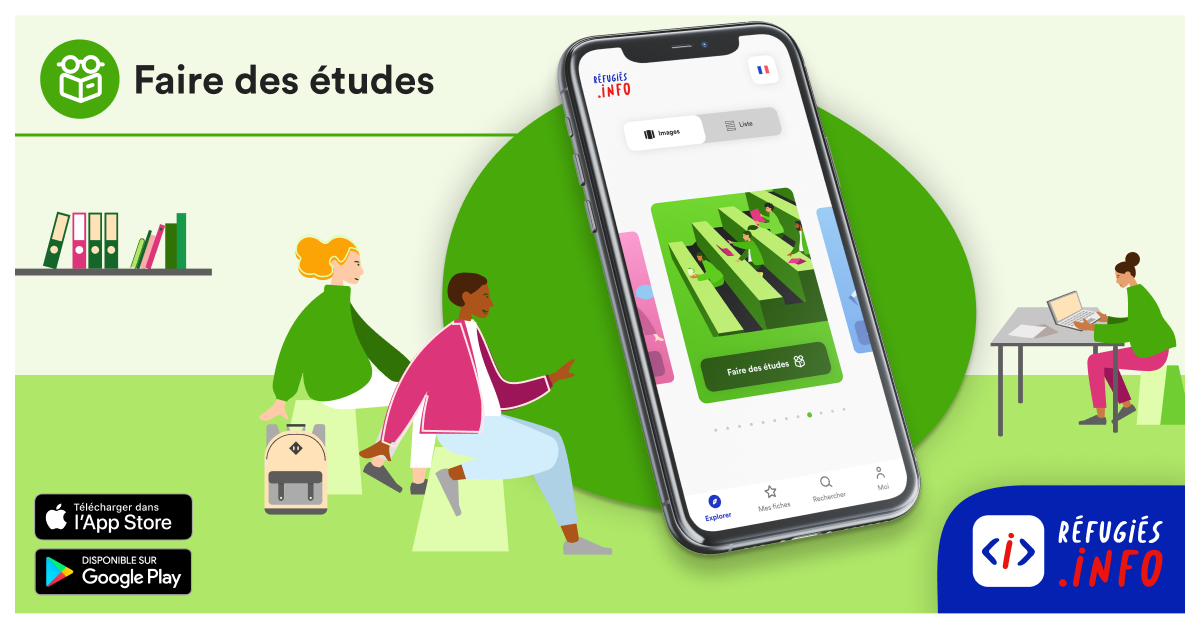 Faire des études
RÉFUGIÉS
.iNFO
Images
Liste
Faire des études
Explorer
Mes fiches
Rechercher
Moi
Télécharger dans
l'App Store
DISPONIBLE SUR
Google Play
<i>
RÉFUGIÉS
.iNFO